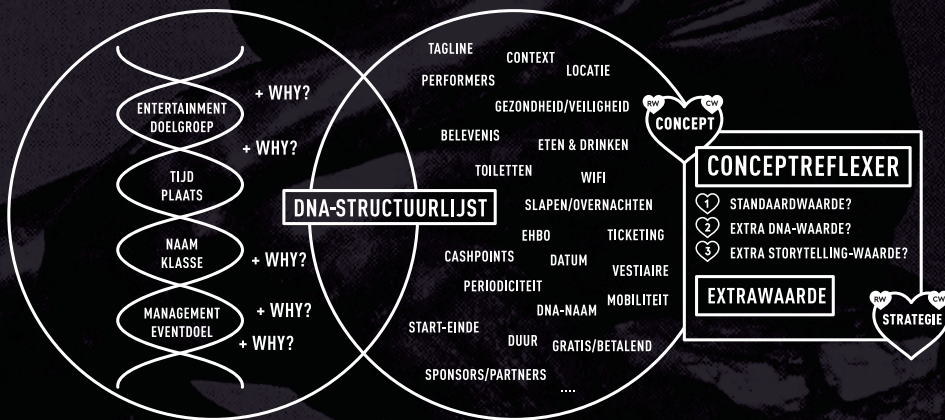 ENTERTAINMENT
DOELGROEP
TIJD
PLAATS
NAAM
KLASSE
MANAGEMENT
EVENTDOEL
+ WHY?
+ WHY?
+ WHY?
+ WHY?
+ WHY?
DNA-STRUCTUURLIJST
TAGLINE
CONTEXT
LOCATIE
PERFORMERS
GEZONDHEID/VEILIGHEID
BELEVENIS
ETEN & DRINKEN
TOILETTEN
WIFI
SLAPEN/OVERNACHTEN
EHBO
TICKETING
CASHPOINTS
DATUM
VESTIAIRE
PERIODICITEIT
MOBILITEIT
DNA-NAAM
START-EINDE
DUUR
GRATIS/BETALEND
SPONSORS/PARTNERS
....
RW
CW
CONCEPT
CONCEPTREFLEXER
1 STANDAARDWAARDE?
2 EXTRA DNA-WAARDE?
3 EXTRA STORYTELLING-WAARDE?
EXTRAWAARDE
RW
CW
STRATEGIE